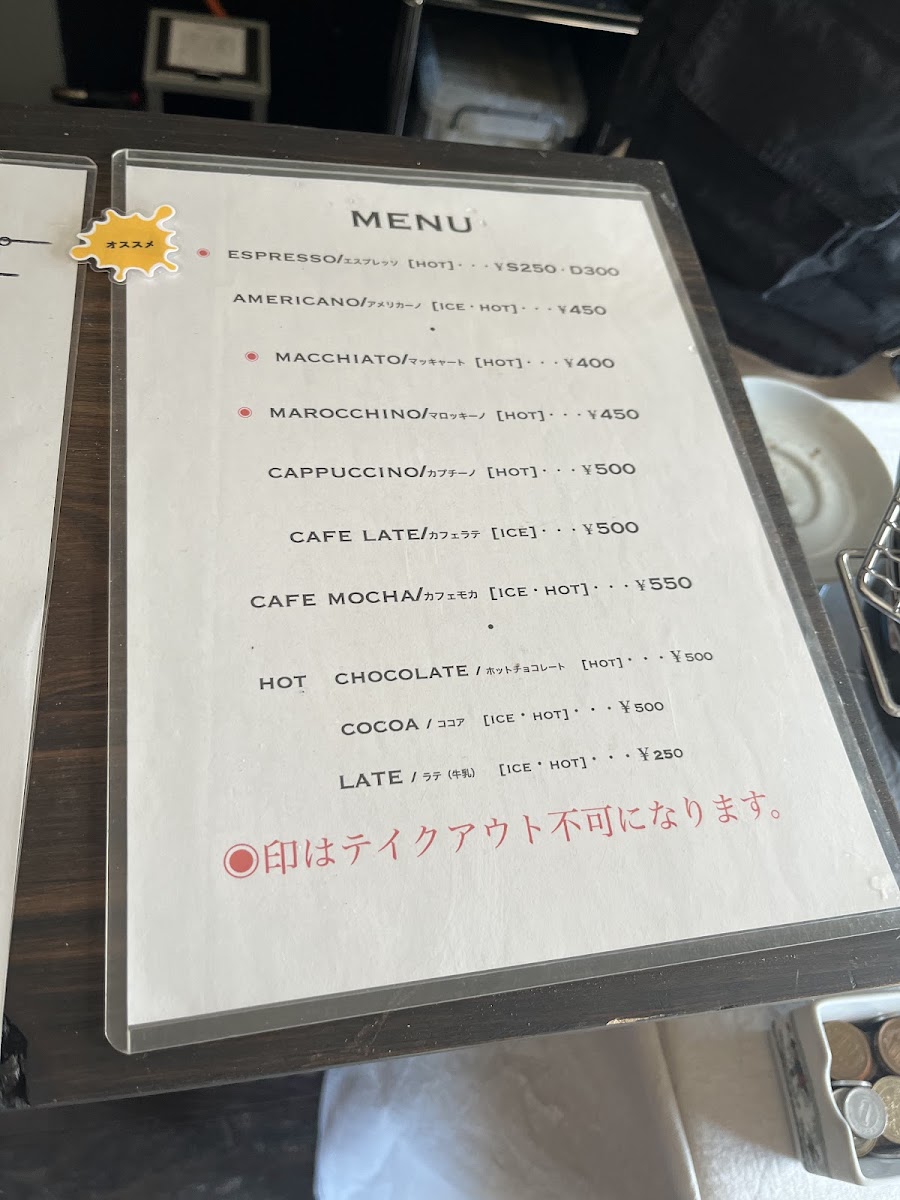 MENU
オススメ
◉ ESPRESSO/エスプレッソ [HOT]・・・¥S250・D300
AMERICANO/アメリカーノ [ICE・HOT]・・・¥450
・
◉ MACCHIATO/マッキャート [HOT]・・・¥400
◉ MAROCCHINO/マロッキーノ [HOT]・・・¥450
CAPPUCCINO/カプチーノ [HOT]・・・¥500
CAFE LATE/カフェラテ [ICE]・・・¥500
CAFE MOCHA/カフェモカ [ICE・HOT]・・・¥550
・
HOT CHOCOLATE / ホットチョコレート [HOT]・・・¥500
COCOA / ココア [ICE・HOT]・・・¥500
LATE / ラテ（牛乳） [ICE・HOT]・・・¥250
◉印はテイクアウト不可になります。